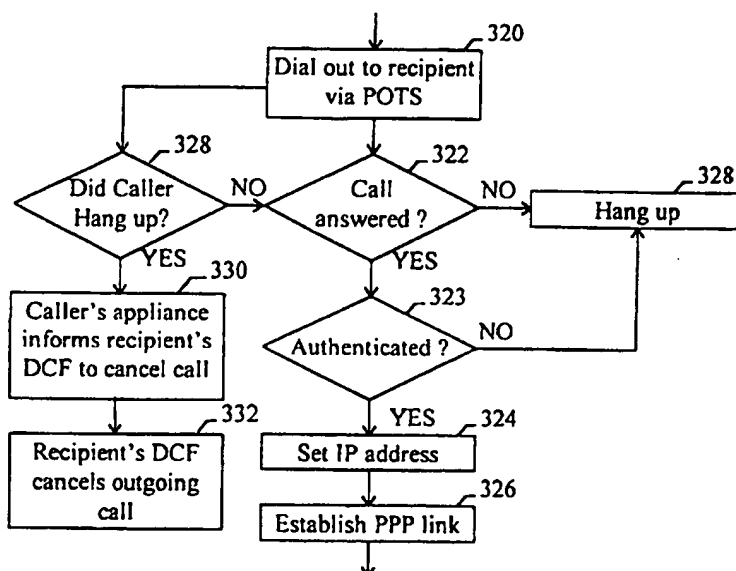 320
Dial out to recipient
via POTS
328
Did Caller
Hang up?
NO
YES
322
Call
answered ?
NO
YES
328
Hang up
330
Caller's appliance
informs recipient's
DCF to cancel call
323
Authenticated ?
NO
YES
332
Recipient's DCF
cancels outgoing
call
324
Set IP address
326
Establish PPP link